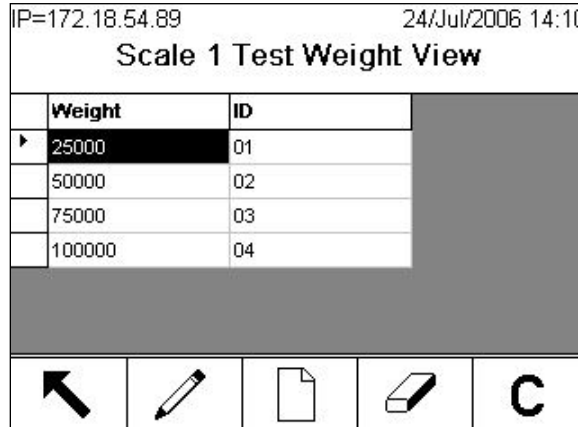 IP=172.18.54.89 24/Jul/2006 14:10
Scale 1 Test Weight View
Weight ID
25000 01
50000 02
75000 03
100000 04
C